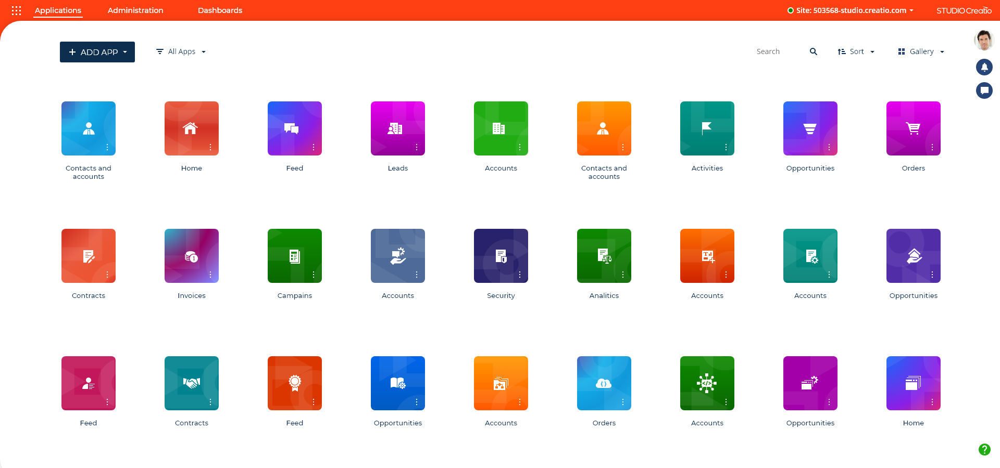 Applications Administration Dashboards Site: 503568-studio.creatio.com STUDIO Creatio
ADD APP All Apps Search Sort Gallery
Contacts and
accounts
Home
Feed
Leads
Accounts
Contacts and
accounts
Activities
Opportunities
Orders
Contracts
Invoices
Campains
Accounts
Security
Analitics
Accounts
Accounts
Opportunities
Feed
Contracts
Feed
Opportunities
Accounts
Orders
Accounts
Opportunities
Home